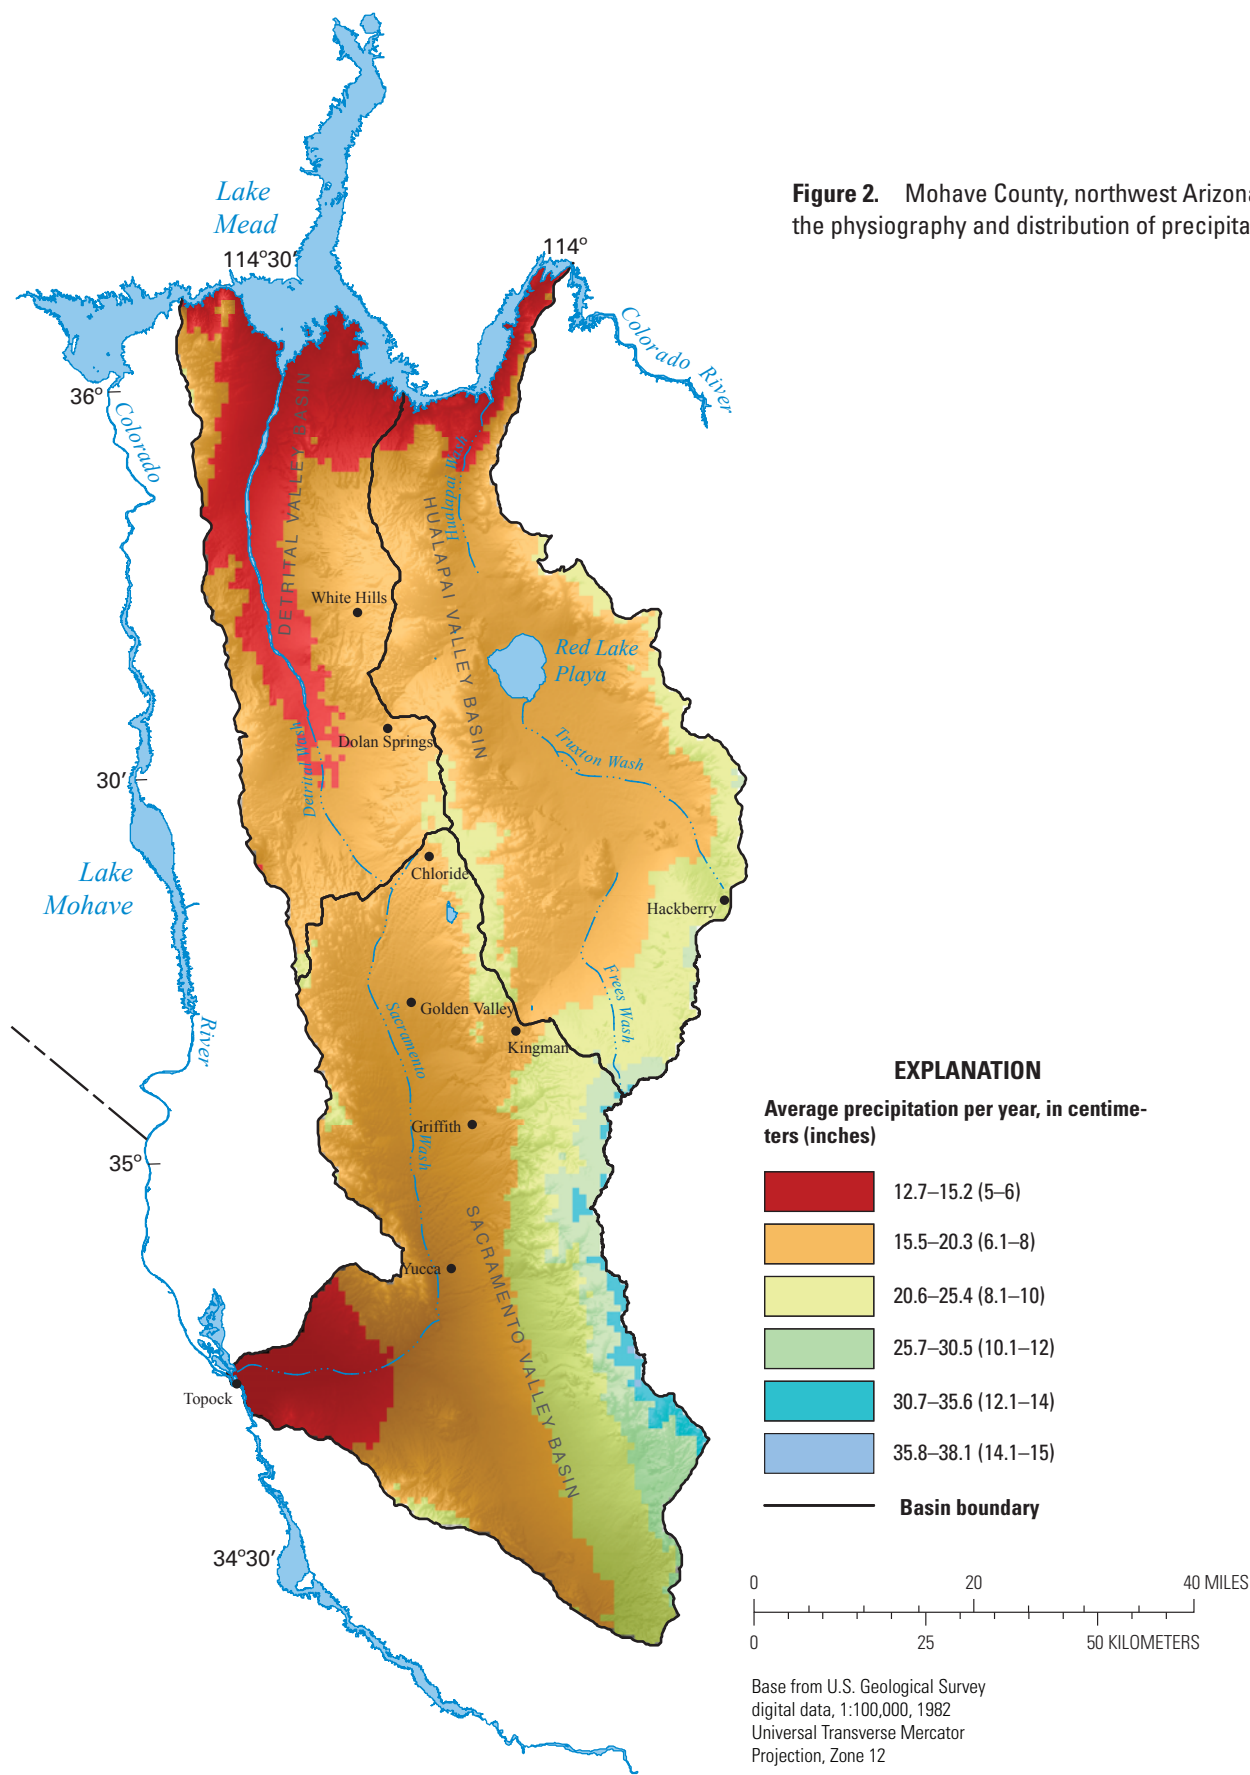 Lake
Mead
Figure 2. Mohave County, northwest Arizona
the physiography and distribution of precipita
114°30′
114°
Colorado River
36°
Colorado
DETRITAL VALLEY BASIN
Hualapai Wash
HUALAPAI VALLEY BASIN
White Hills
Red Lake
Playa
Dolan Springs
Truxton Wash
Detrital Wash
30′
Lake
Mohave
Chloride
Hackberry
Frees Wash
Golden Valley
Sacramento
Wash
Kingman
River
Griffith
35°
SACRAMENTO VALLEY BASIN
Yucca
Topock
34°30′
EXPLANATION
Average precipitation per year, in centime-
ters (inches)
12.7–15.2 (5–6)
15.5–20.3 (6.1–8)
20.6–25.4 (8.1–10)
25.7–30.5 (10.1–12)
30.7–35.6 (12.1–14)
35.8–38.1 (14.1–15)
Basin boundary
0 20 40 MILES
0 25 50 KILOMETERS
Base from U.S. Geological Survey
digital data, 1:100,000, 1982
Universal Transverse Mercator
Projection, Zone 12